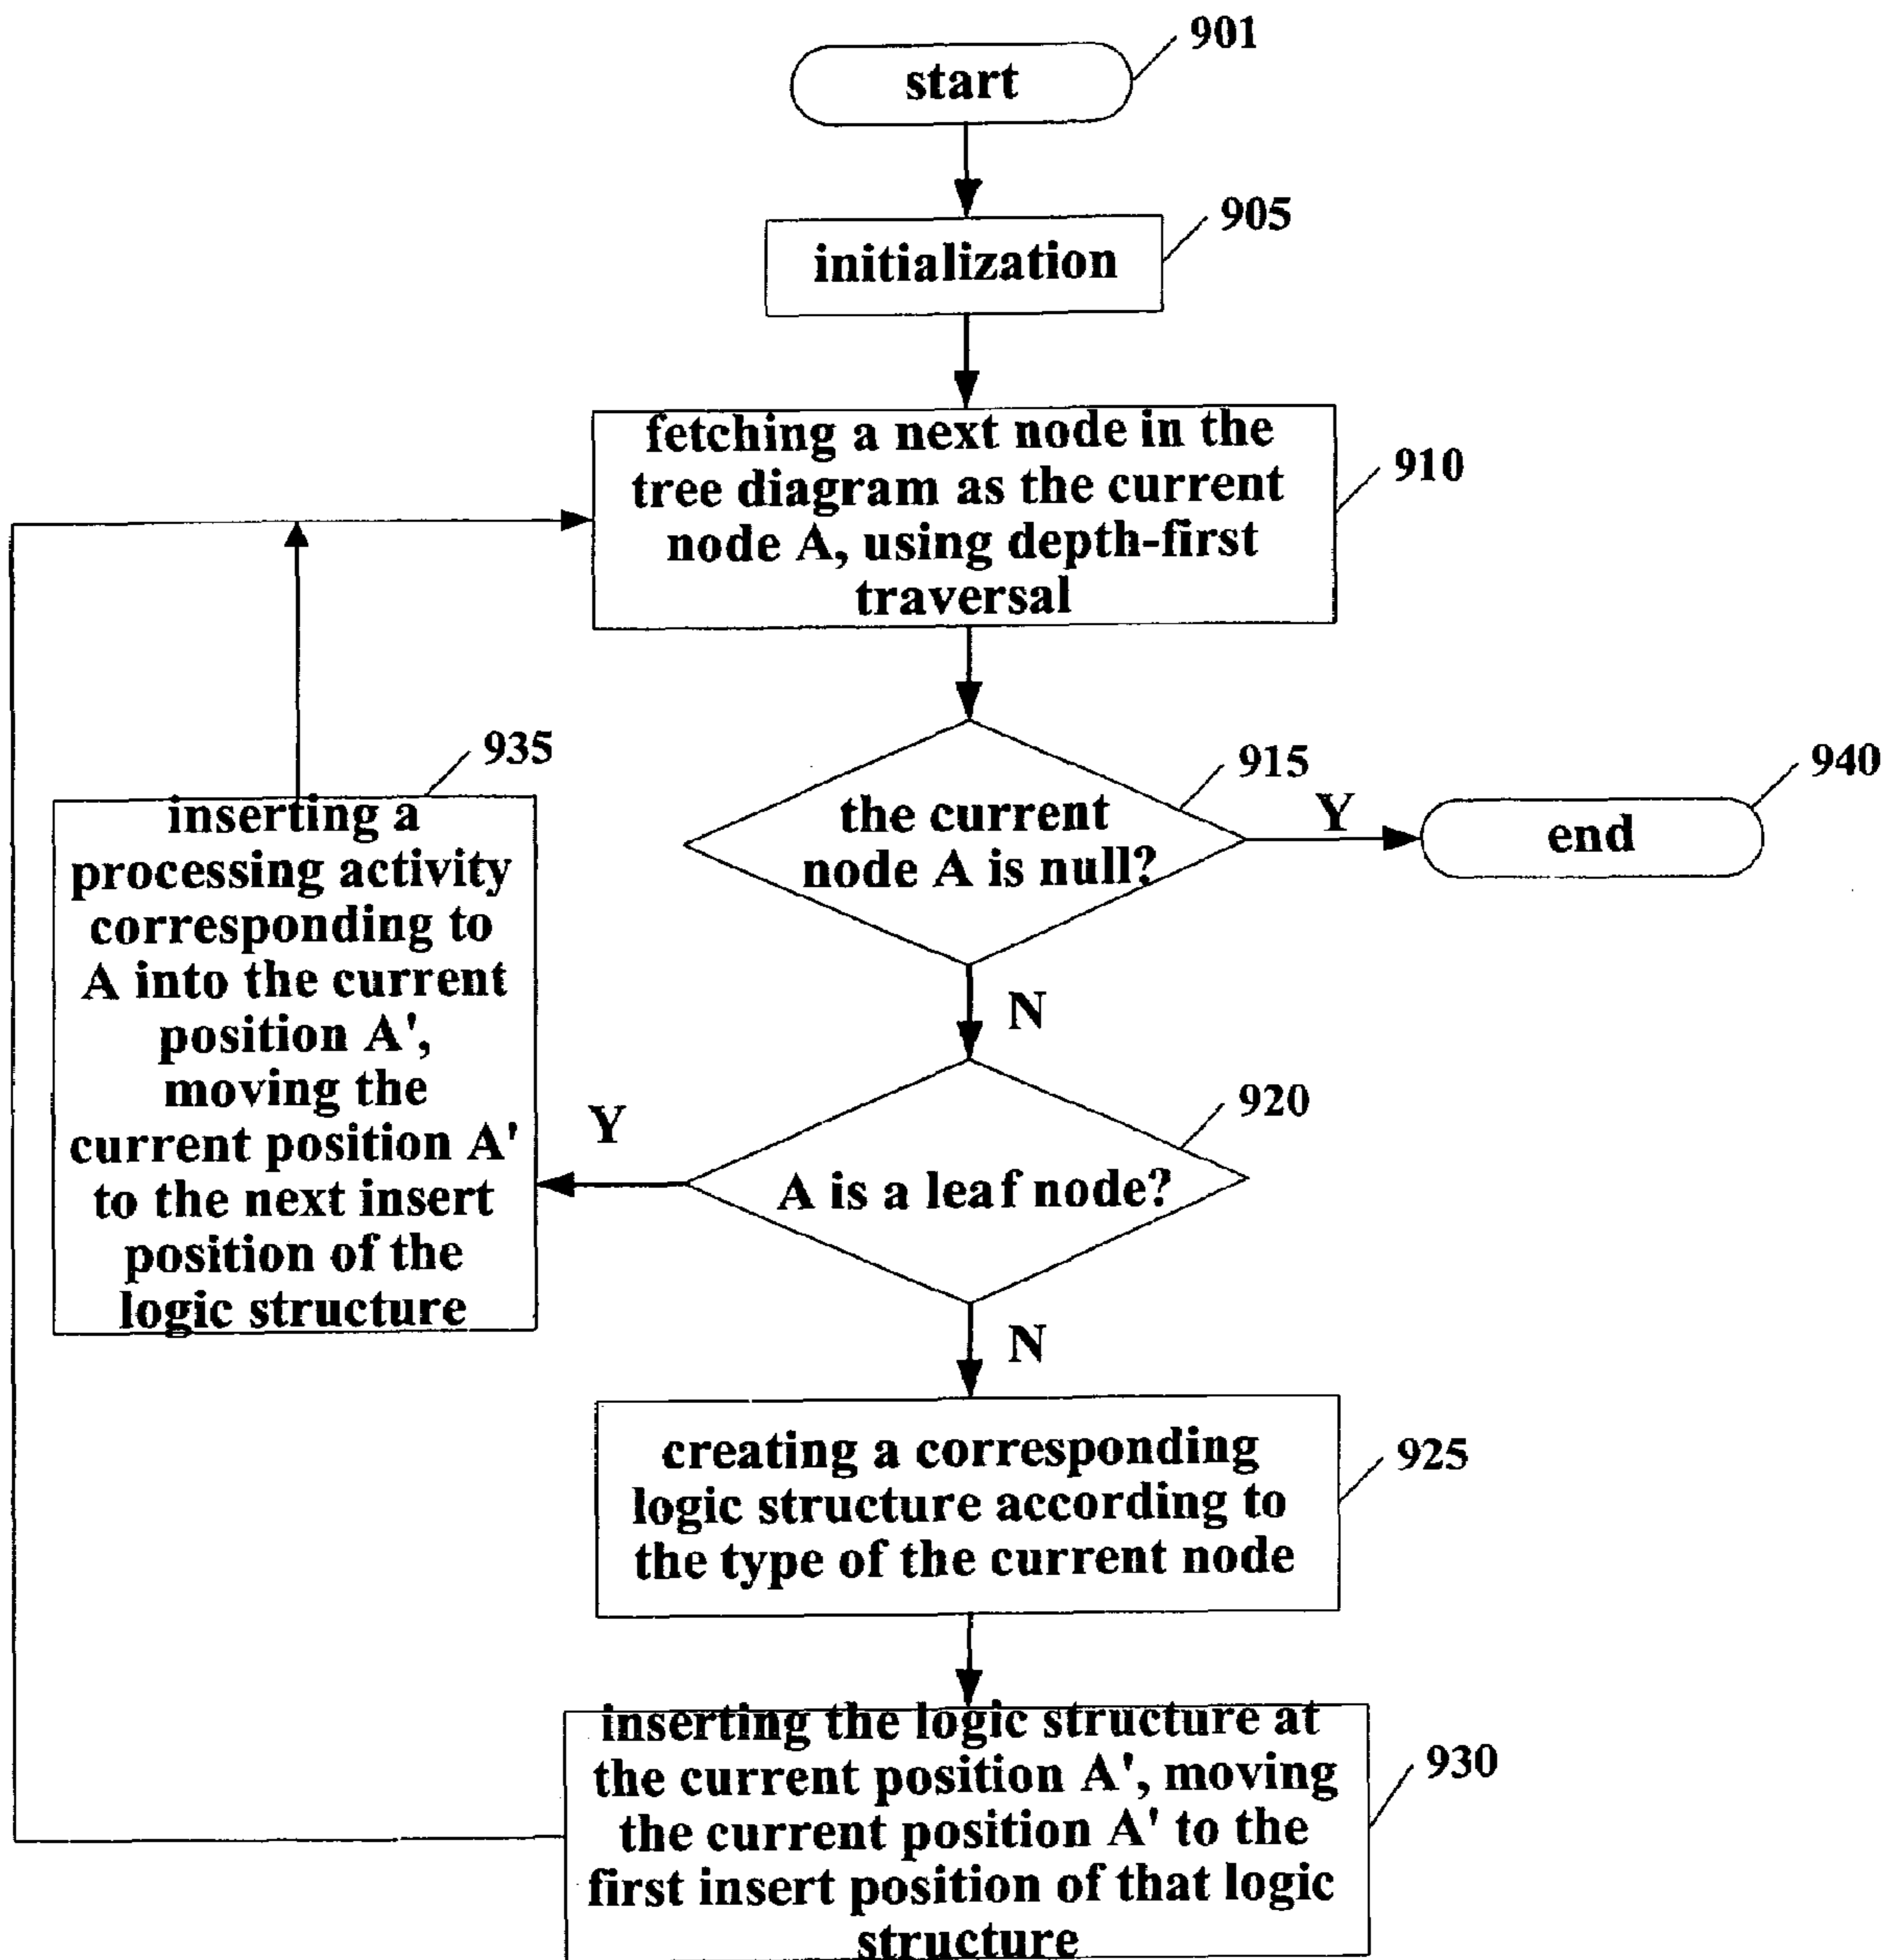 901
start
905
initialization
910
fetching a next node in the
tree diagram as the current
node A, using depth-first
traversal
915
the current
node A is null?
Y
940
end
N
920
A is a leaf node?
Y
935
inserting a
processing activity
corresponding to
A into the current
position A',
moving the
current position A'
to the next insert
position of the
logic structure
N
925
creating a corresponding
logic structure according to
the type of the current node
930
inserting the logic structure at
the current position A', moving
the current position A' to the
first insert position of that logic
structure